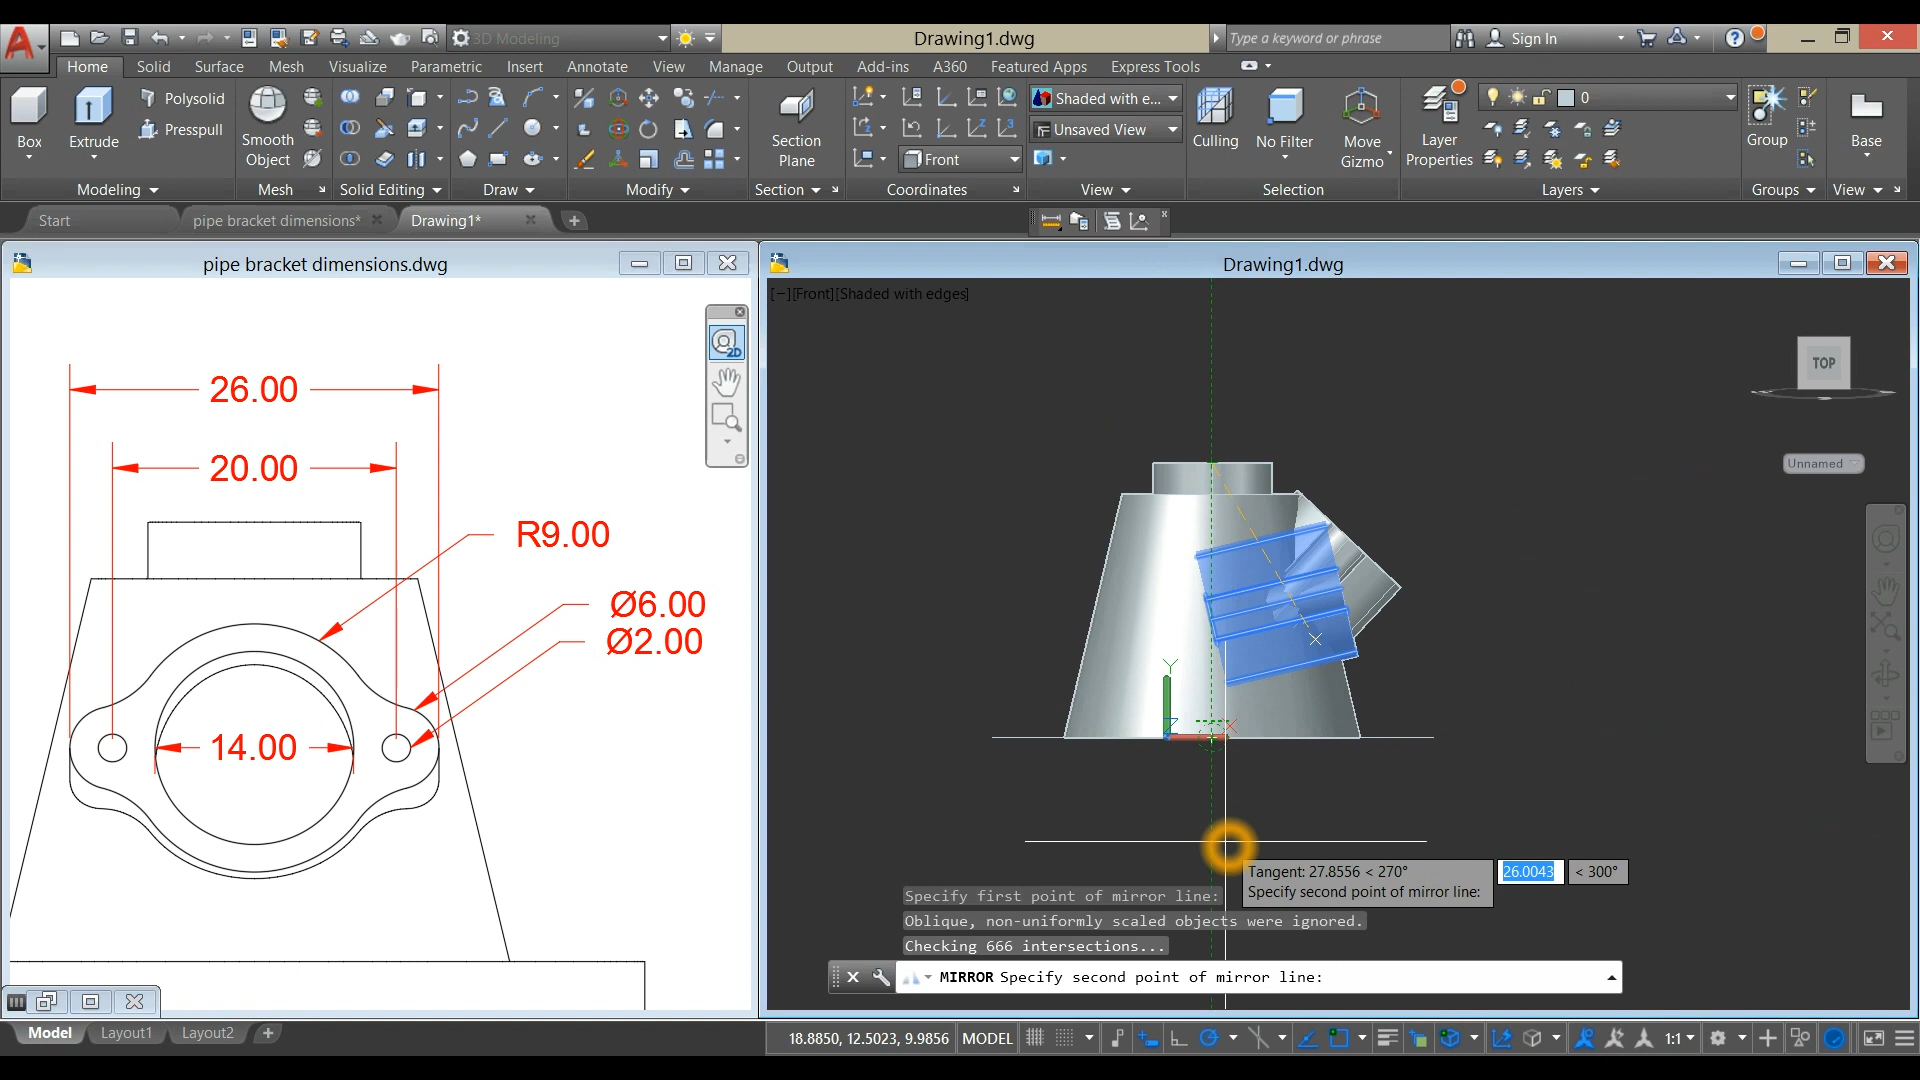 3D Modeling
Drawing1.dwg
Type a keyword or phrase
Sign In
Home
Solid
Surface
Mesh
Visualize
Parametric
Insert
Annotate
View
Manage
Output
Add-ins
A360
Featured Apps
Express Tools
Box
Extrude
Polysolid
Presspull
Smooth
Object
Section
Plane
Front
Shaded with e...
Unsaved View
Culling
No Filter
Move
Gizmo
Layer
Properties
0
Group
Base
Modeling
Mesh
Solid Editing
Draw
Modify
Section
Coordinates
View
Selection
Layers
Groups
View
Start
pipe bracket dimensions*
Drawing1*
pipe bracket dimensions.dwg
Drawing1.dwg
2D
26.00
20.00
R9.00
Ø6.00
Ø2.00
14.00
[−][Front][Shaded with edges]
TOP
Unnamed
Y
Z
X
Tangent: 27.8556 < 270°
Specify second point of mirror line:
26.0043
< 300°
Specify first point of mirror line:
Oblique, non-uniformly scaled objects were ignored.
Checking 666 intersections...
MIRROR Specify second point of mirror line:
Model
Layout1
Layout2
18.8850, 12.5023, 9.9856
MODEL
1:1